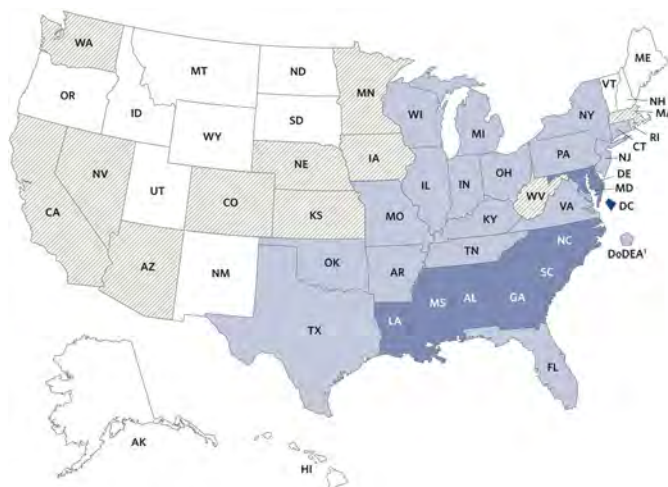 WA
MT
ND
MN
ME
VT
NH
MA
OR
ID
SD
WI
MI
NY
RI
CT
WY
PA
NJ
NE
IA
IL
IN
OH
DE
MD
NV
UT
CO
KS
MO
WV
VA
DC
CA
KY
NC
DoDEA¹
AZ
NM
OK
AR
TN
SC
MS
AL
GA
LA
TX
FL
AK
HI